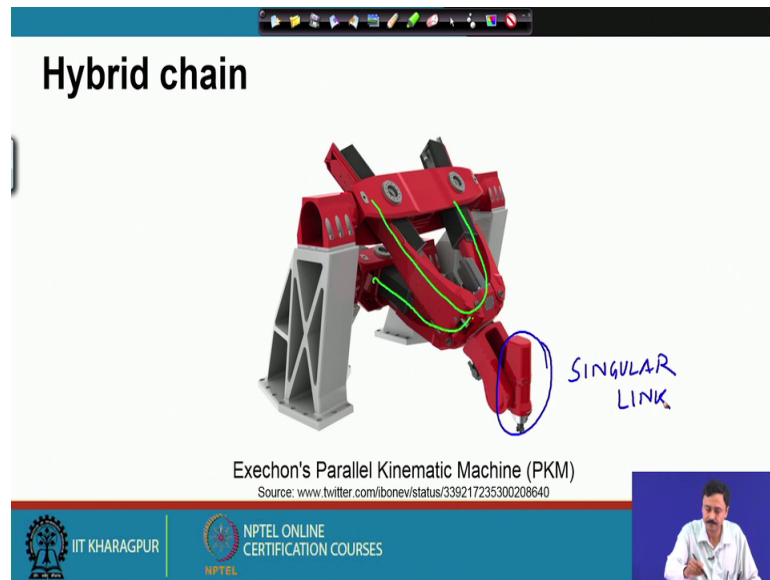 Hybrid chain
SINGULAR
LINK
Exechon's Parallel Kinematic Machine (PKM)
Source: www.twitter.com/ibonev/status/339217235300208640
IIT KHARAGPUR
NPTEL
NPTEL ONLINE
CERTIFICATION COURSES